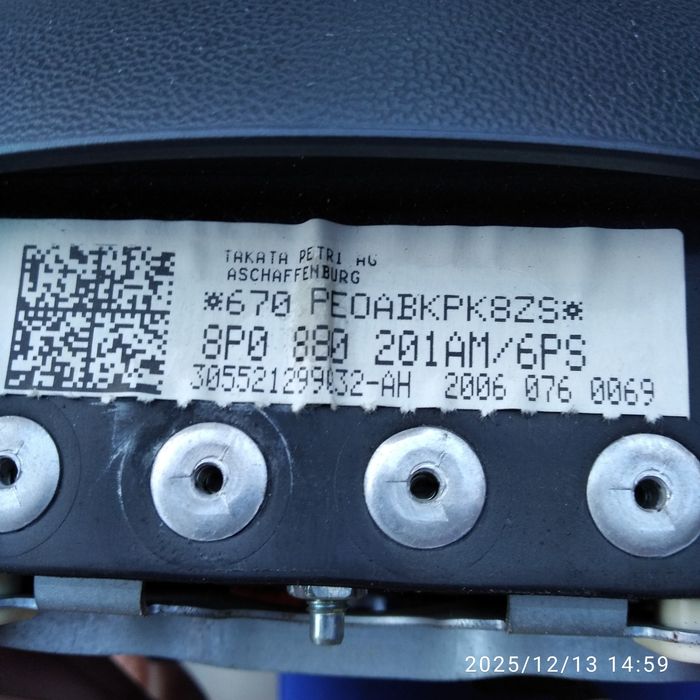 TAKATA PETRI AG
ASCHAFFENBURG
*670 PEOABKPK8ZS*
8P0 880 201AM/6PS
305521299032-AH 2006 076 0069
2025/12/13 14:59